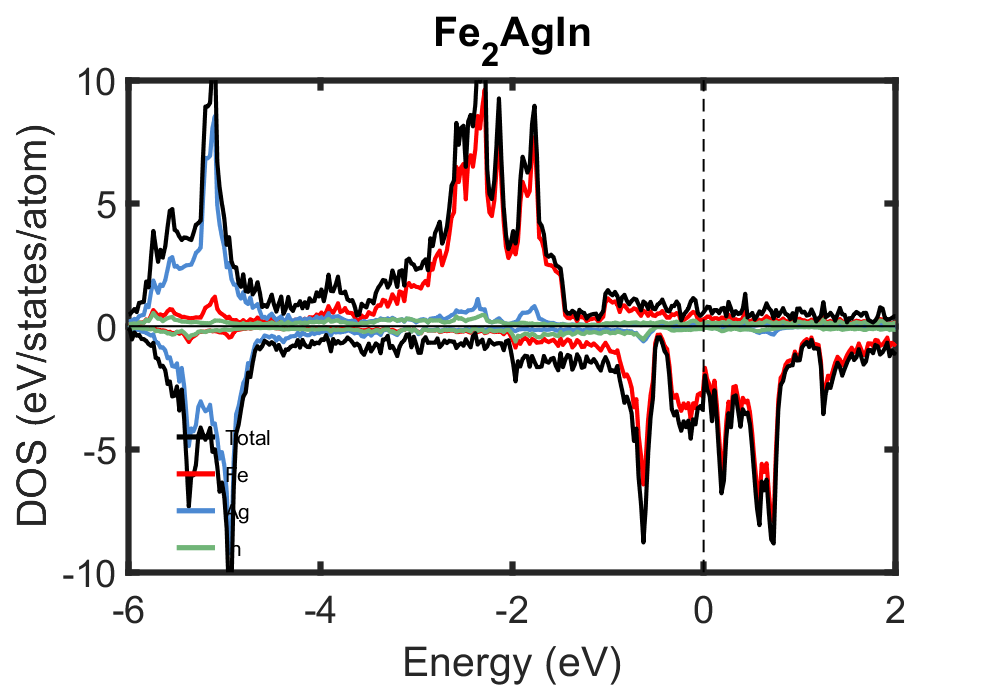 Fe2AgIn
10
5
0
-5
-10
DOS (eV/states/atom)
Total
Fe
Ag
In
-6 -4 -2 0 2
Energy (eV)